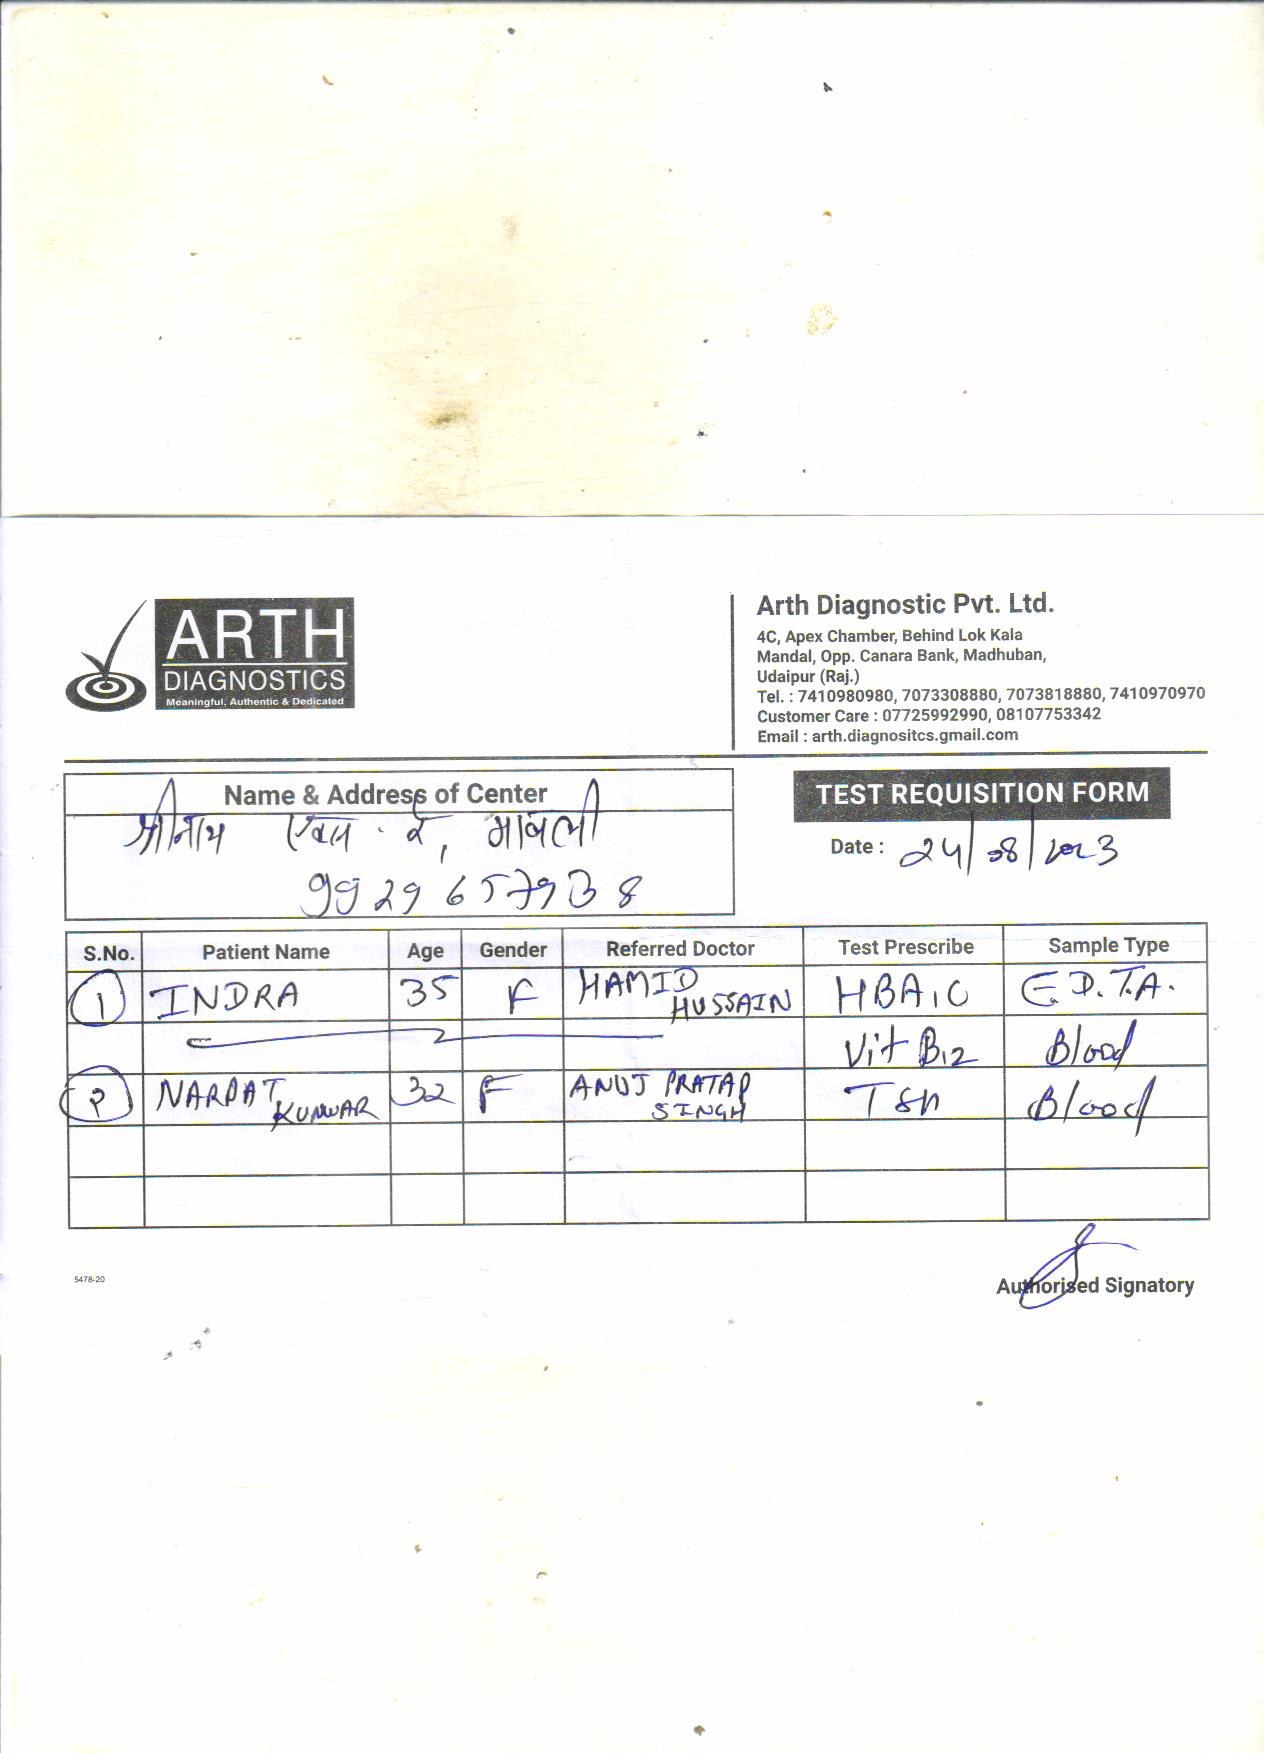 ARTH
DIAGNOSTICS
Meaningful, Authentic & Dedicated
Arth Diagnostic Pvt. Ltd.
4C, Apex Chamber, Behind Lok Kala
Mandal, Opp. Canara Bank, Madhuban,
Udaipur (Raj.)
Tel. : 7410980980, 7073308880, 7073818880, 7410970970
Customer Care : 07725992990, 08107753342
Email : arth.diagnositcs.gmail.com
Name & Address of Center
श्रीनाथ मावली
9929657938
TEST REQUISITION FORM
Date : 24/08/2023
S.No. Patient Name Age Gender Referred Doctor Test Prescribe Sample Type
1 INDRA 35 F HAMID HUSSAIN HBA1C E.D.T.A.
Vit B12 Blood
2 NARPAT KUNWAR 32 F ANUJ PRATAP SINGH TSH Blood
5478-20
Authorised Signatory